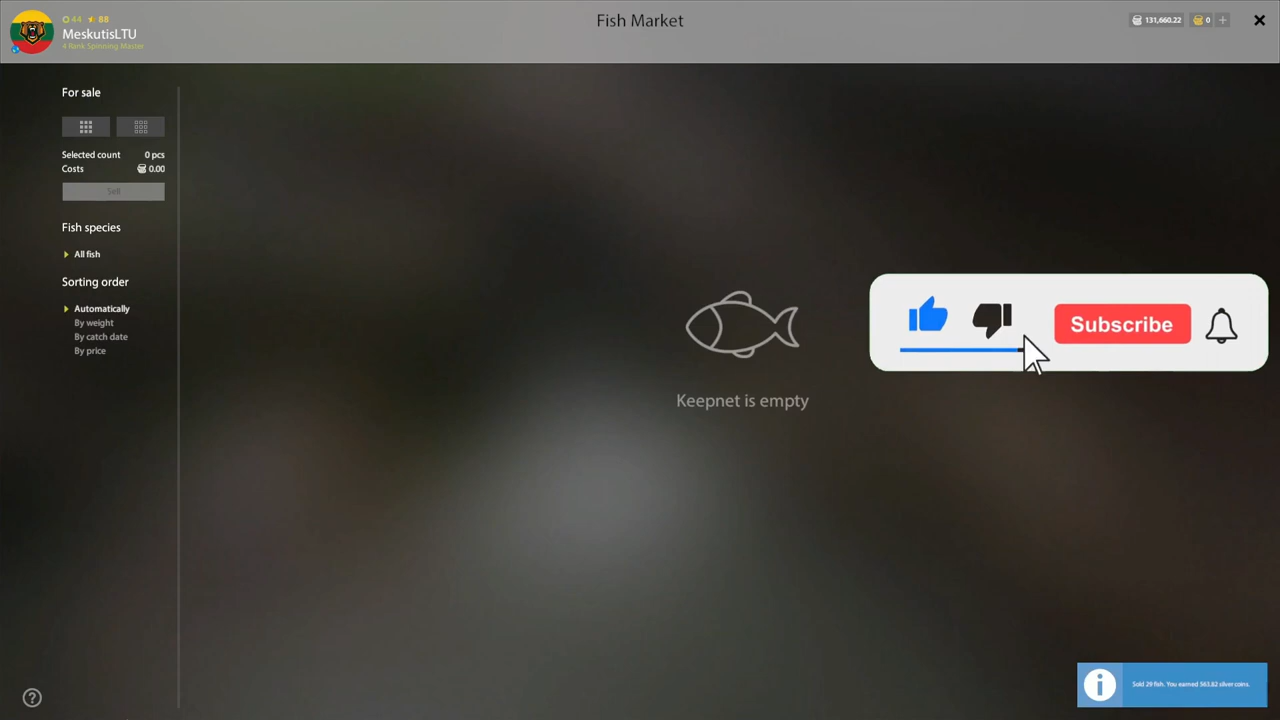 44 88
MeskutisLTU
4 Rank Spinning Master
Fish Market
131,660.22
0
For sale
Selected count 0 pcs
Costs 0.00
Sell
Fish species
All fish
Sorting order
Automatically
By weight
By catch date
By price
Keepnet is empty
Subscribe
Sold 29 fish. You earned 563.82 silver coins.